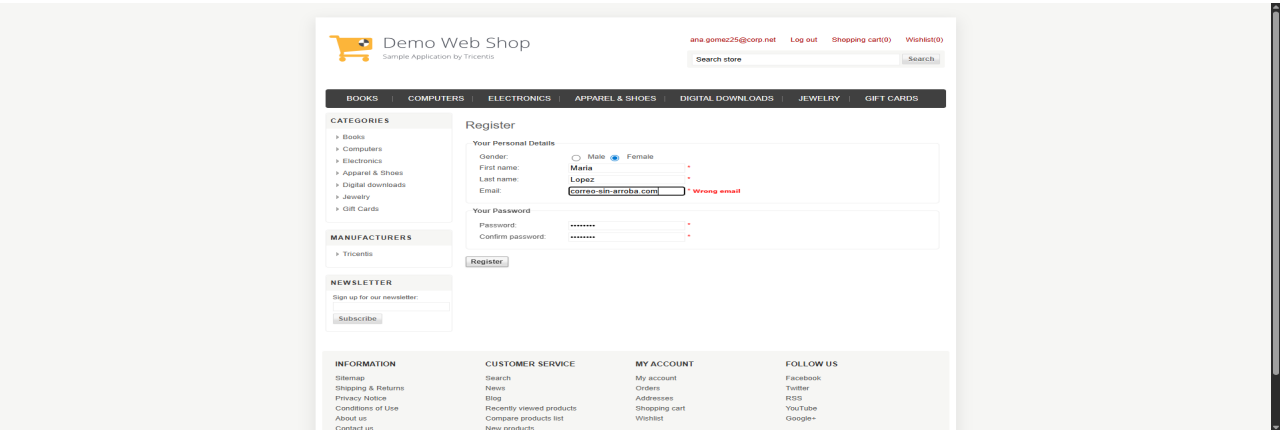 Demo Web Shop
Sample Application by Tricentis
ana.gomez25@corp.net Log out Shopping cart(0) Wishlist(0)
Search store Search
BOOKS | COMPUTERS | ELECTRONICS | APPAREL & SHOES | DIGITAL DOWNLOADS | JEWELRY | GIFT CARDS
CATEGORIES
Books
Computers
Electronics
Apparel & Shoes
Digital downloads
Jewelry
Gift Cards
MANUFACTURERS
Tricentis
NEWSLETTER
Sign up for our newsletter:
Subscribe
Register
Your Personal Details
Gender: Male Female
First name: Maria *
Last name: Lopez *
Email: correo-sin-arroba.com * Wrong email
Your Password
Password: •••••••• *
Confirm password: •••••••• *
Register
INFORMATION
Sitemap
Shipping & Returns
Privacy Notice
Conditions of Use
About us
Contact us
CUSTOMER SERVICE
Search
News
Blog
Recently viewed products
Compare products list
New products
MY ACCOUNT
My account
Orders
Addresses
Shopping cart
Wishlist
FOLLOW US
Facebook
Twitter
RSS
YouTube
Google+